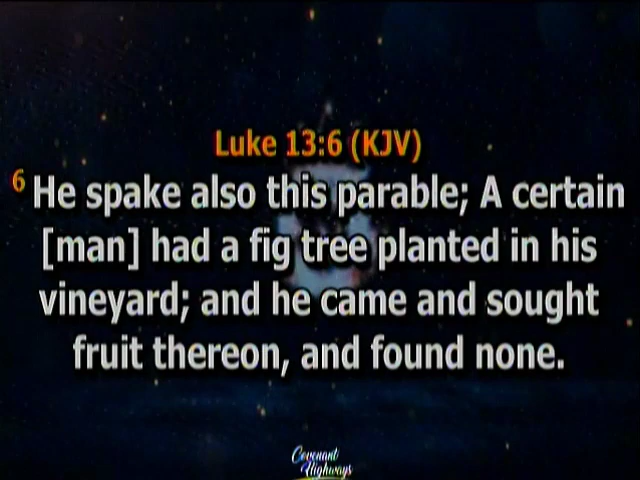 Luke 13:6 (KJV)
6 He spake also this parable; A certain
[man] had a fig tree planted in his
vineyard; and he came and sought
fruit thereon, and found none.
Covenant
Highways